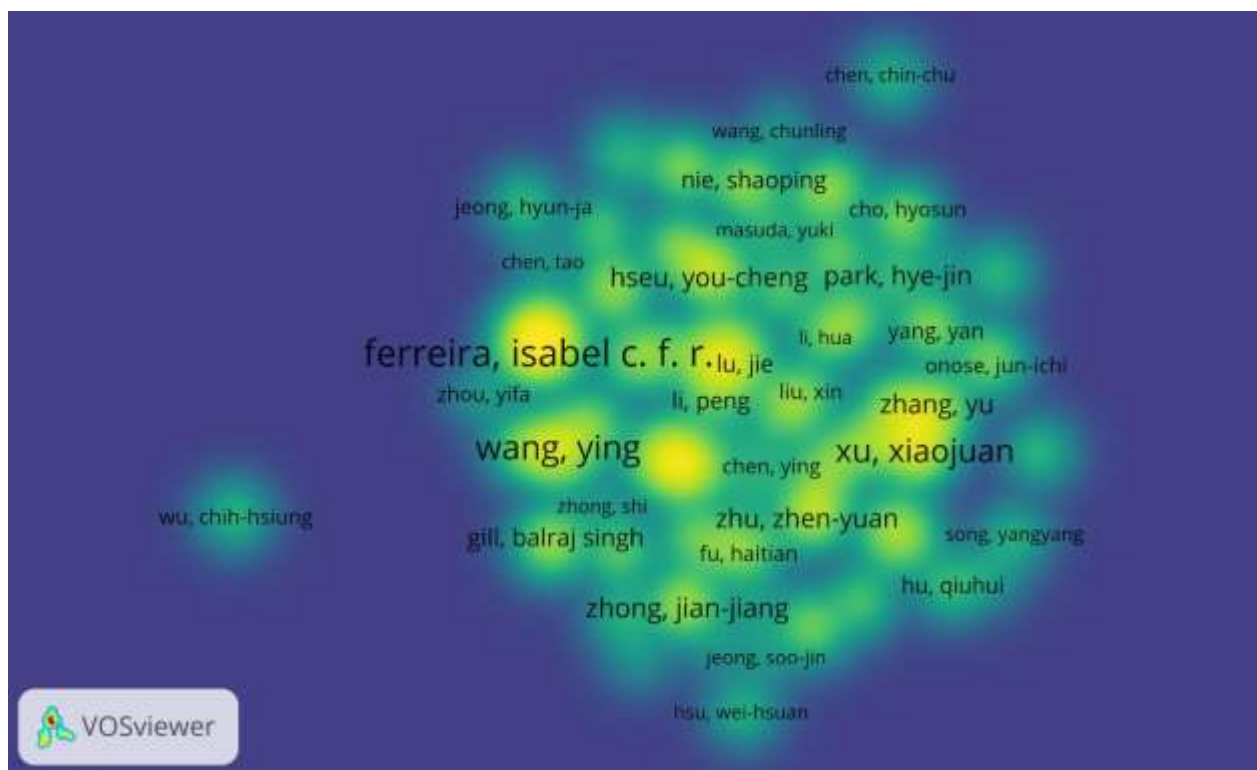 chen, chin-chu
wang, chunling
nie, shaoping
jeong, hyun-ja
cho, hyosun
masuda, yuki
chen, tao
hseu, you-cheng
park, hye-jin
yang, yan
li, hua
ferreira, isabel c. f. r.
lu, jie
onose, jun-ichi
zhou, yifa
liu, xin
li, peng
zhang, yu
wang, ying
xu, xiaojuan
chen, ying
zhong, shi
wu, chih-hsiung
zhu, zhen-yuan
gill, balraj singh
song, yangyang
fu, haitian
hu, qiuhui
zhong, jian-jiang
jeong, soo-jin
hsu, wei-hsuan
VOSviewer